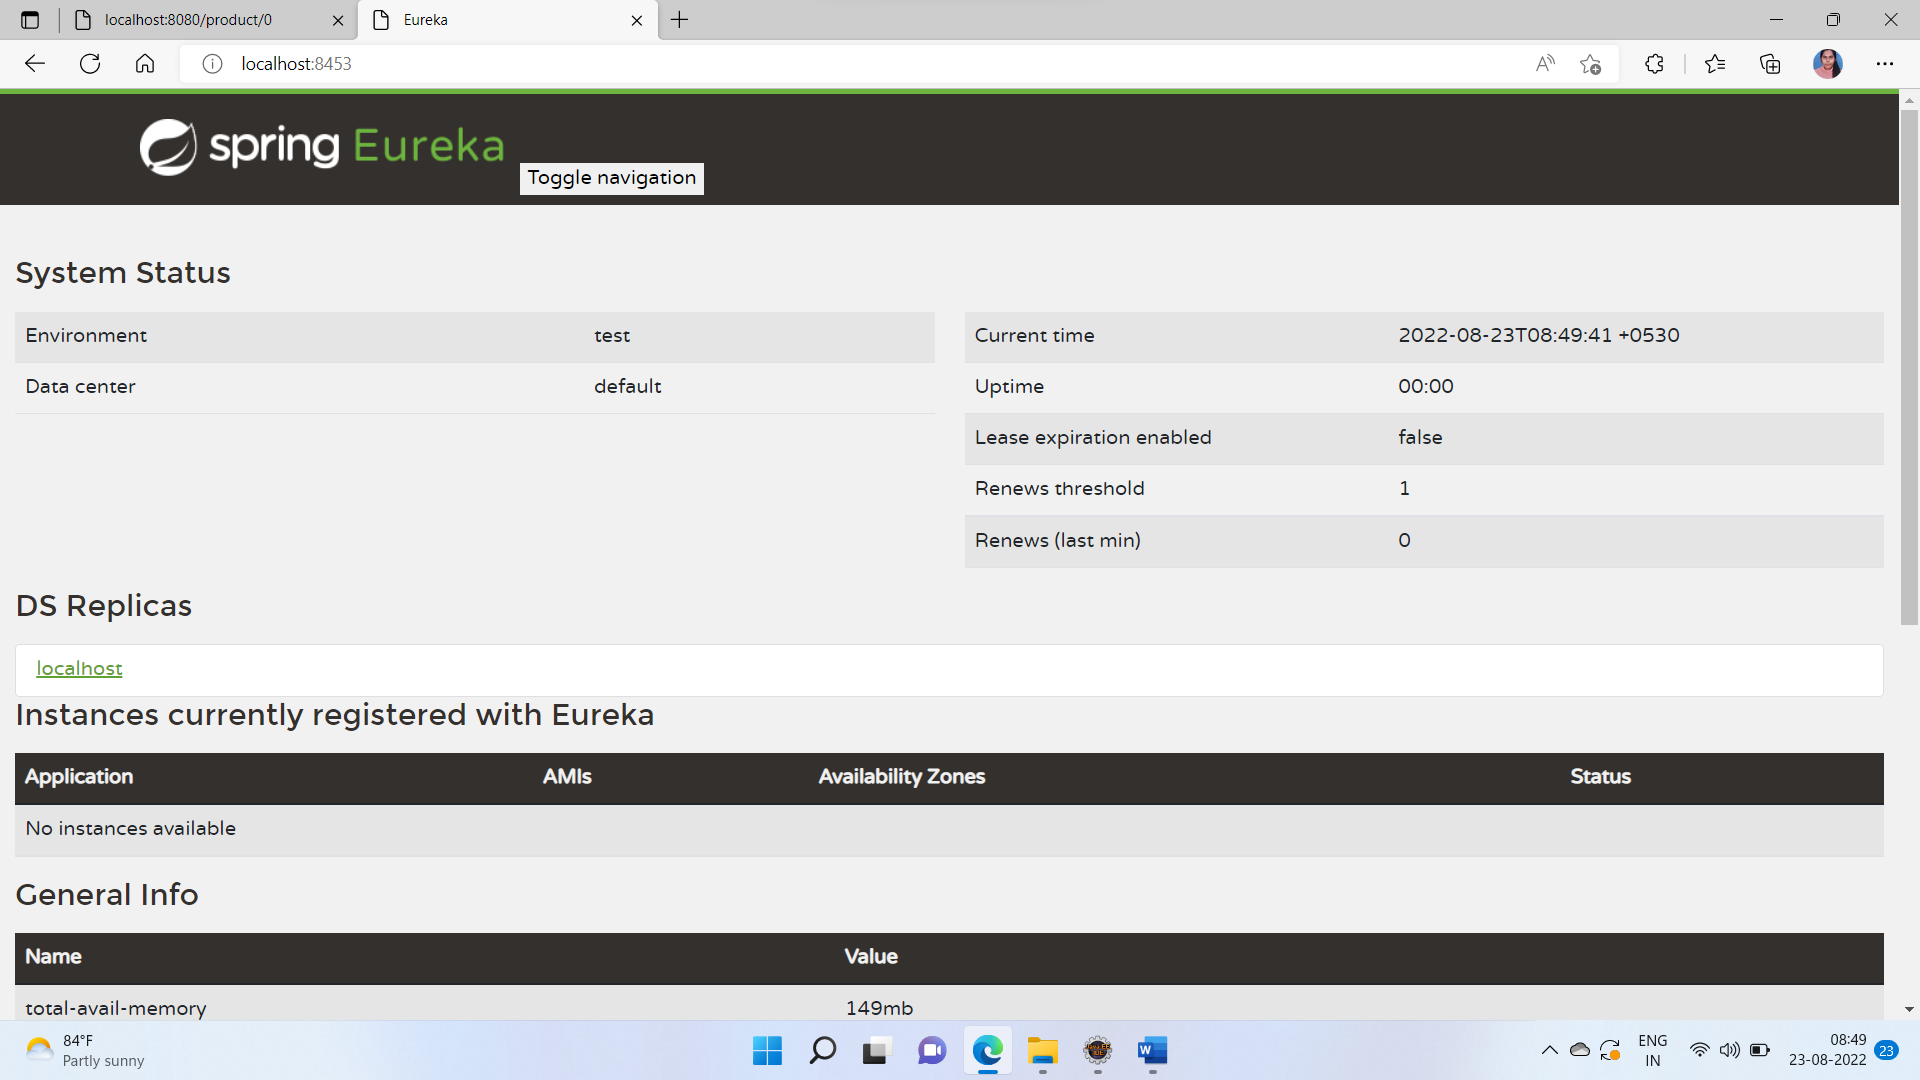 localhost:8080/product/0
Eureka
localhost:8453
spring Eureka
Toggle navigation
System Status
Environment test
Data center default
Current time 2022-08-23T08:49:41 +0530
Uptime 00:00
Lease expiration enabled false
Renews threshold 1
Renews (last min) 0
DS Replicas
localhost
Instances currently registered with Eureka
Application AMIs Availability Zones Status
No instances available
General Info
Name Value
total-avail-memory 149mb
84°F
Partly sunny
ENG
IN
08:49
23-08-2022
23